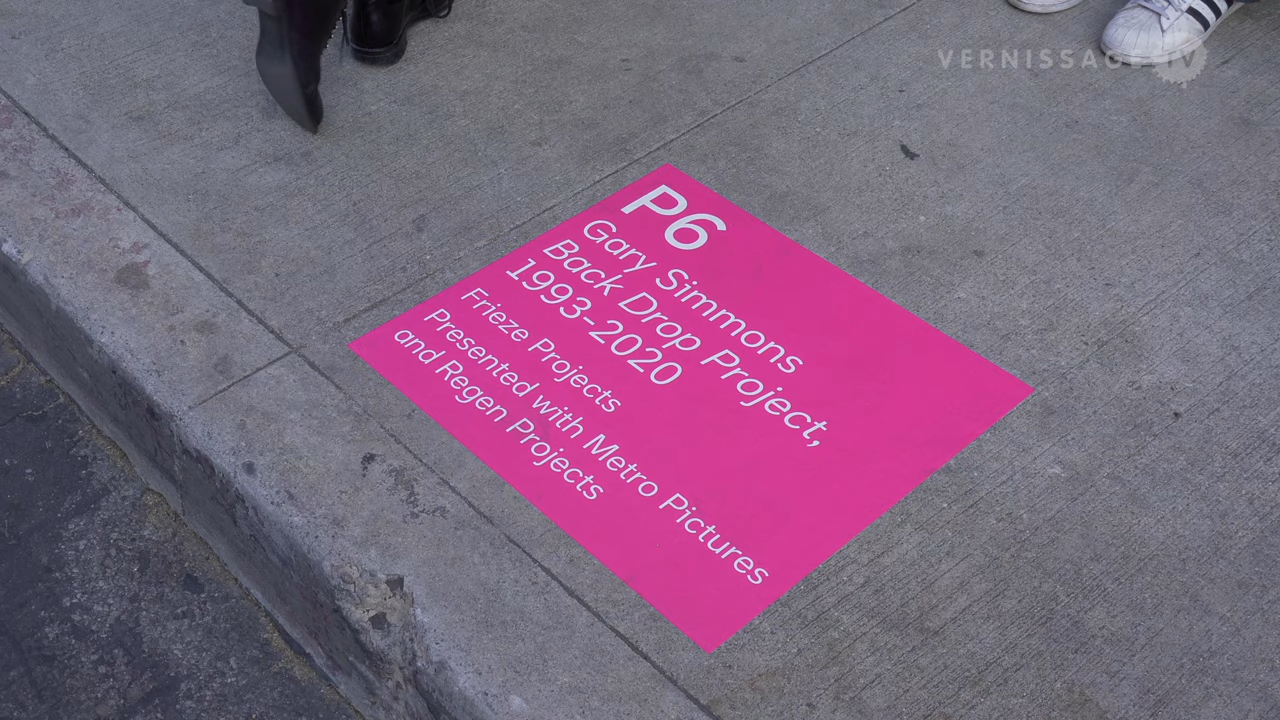 VERNISSAGE TV
P6
Gary Simmons
Back Drop Project,
1993-2020
Frieze Projects
Presented with Metro Pictures
and Regen Projects